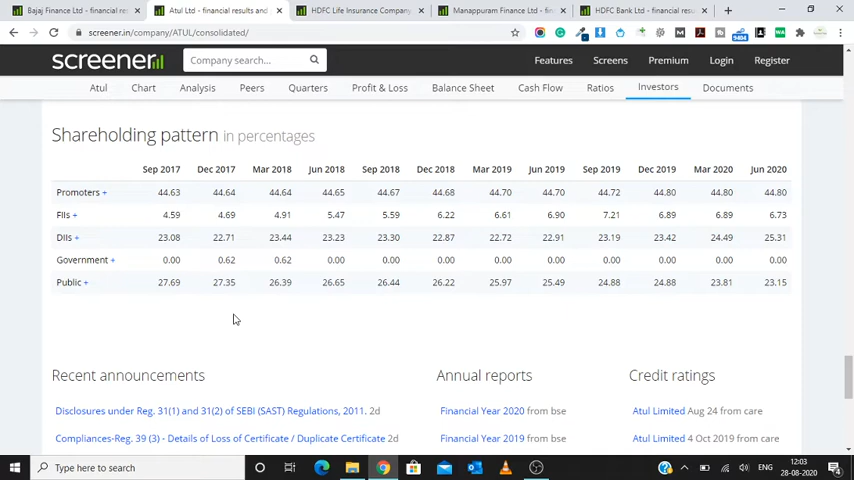 Bajaj Finance Ltd - financial res
Atul Ltd - financial results and
HDFC Life Insurance Company
Manappuram Finance Ltd - fin
HDFC Bank Ltd - financial resu
screener.in/company/ATUL/consolidated/
9404
screener
Company search...
Features Screens Premium Login Register
Atul Chart Analysis Peers Quarters Profit & Loss Balance Sheet Cash Flow Ratios Investors Documents
Shareholding pattern in percentages
Sep 2017 Dec 2017 Mar 2018 Jun 2018 Sep 2018 Dec 2018 Mar 2019 Jun 2019 Sep 2019 Dec 2019 Mar 2020 Jun 2020
Promoters + 44.63 44.64 44.64 44.65 44.67 44.68 44.70 44.70 44.72 44.80 44.80 44.80
FIIs + 4.59 4.69 4.91 5.47 5.59 6.22 6.61 6.90 7.21 6.89 6.89 6.73
DIIs + 23.08 22.71 23.44 23.23 23.30 22.87 22.72 22.91 23.19 23.42 24.49 25.31
Government + 0.00 0.62 0.62 0.00 0.00 0.00 0.00 0.00 0.00 0.00 0.00 0.00
Public + 27.69 27.35 26.39 26.65 26.44 26.22 25.97 25.49 24.88 24.88 23.81 23.15
Recent announcements Annual reports Credit ratings
Disclosures under Reg. 31(1) and 31(2) of SEBI (SAST) Regulations, 2011. 2d Financial Year 2020 from bse Atul Limited Aug 24 from care
Compliances-Reg. 39 (3) - Details of Loss of Certificate / Duplicate Certificate 2d Financial Year 2019 from bse Atul Limited 4 Oct 2019 from care
Type here to search
ENG
12:03
28-08-2020